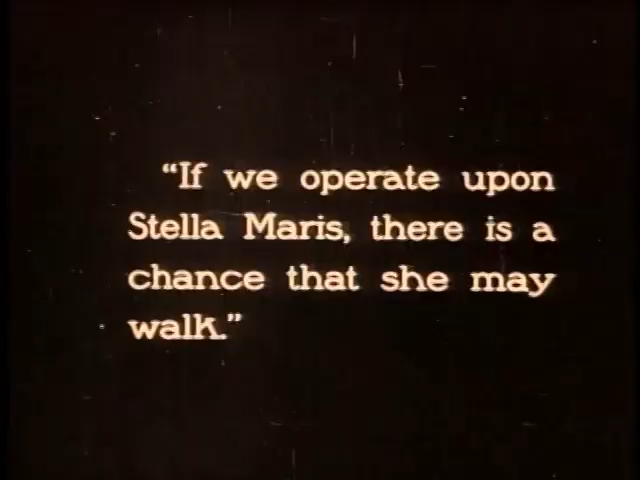 “If we operate upon
Stella Maris, there is a
chance that she may
walk.”